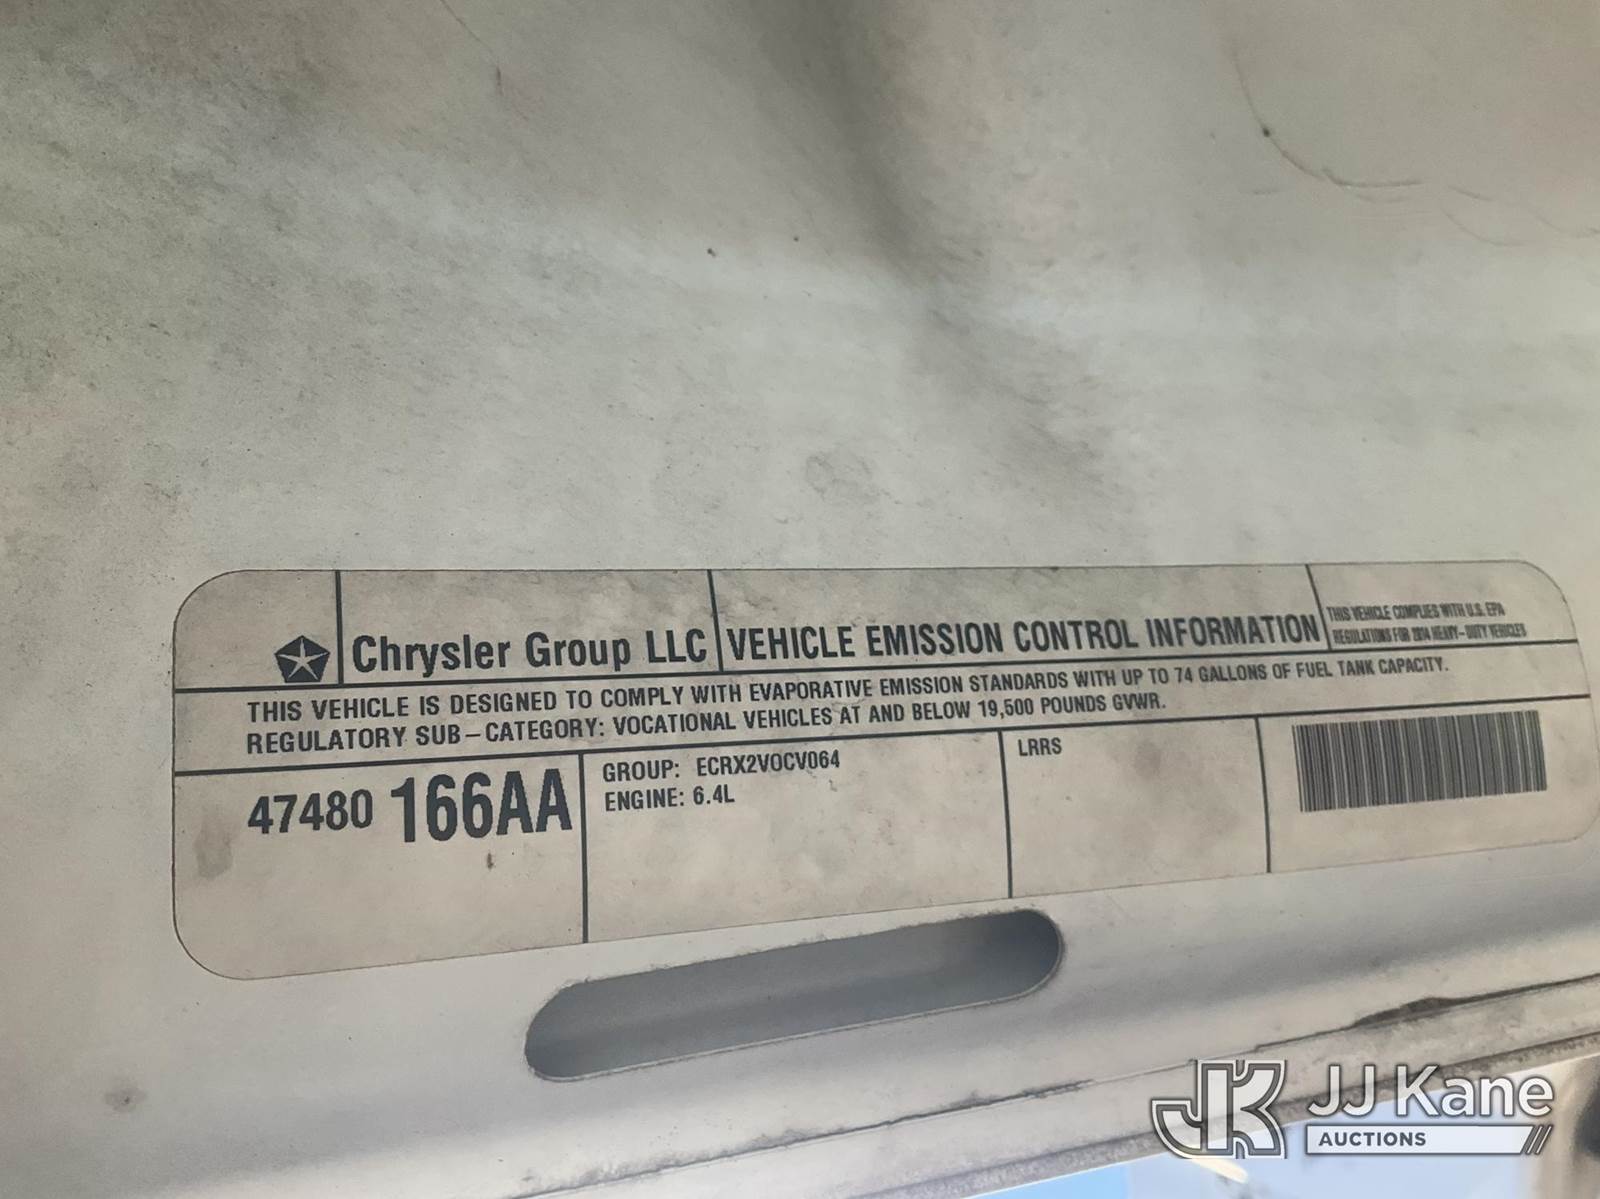 Chrysler Group LLC VEHICLE EMISSION CONTROL INFORMATION
THIS VEHICLE COMPLIES WITH U.S. EPA
REGULATIONS FOR 2014 HEAVY-DUTY VEHICLES
THIS VEHICLE IS DESIGNED TO COMPLY WITH EVAPORATIVE EMISSION STANDARDS WITH UP TO 74 GALLONS OF FUEL TANK CAPACITY.
REGULATORY SUB-CATEGORY: VOCATIONAL VEHICLES AT AND BELOW 19,500 POUNDS GVWR.
47480 166AA
GROUP: ECRX2VOCV064
ENGINE: 6.4L
LRRS
JK JJ Kane
AUCTIONS